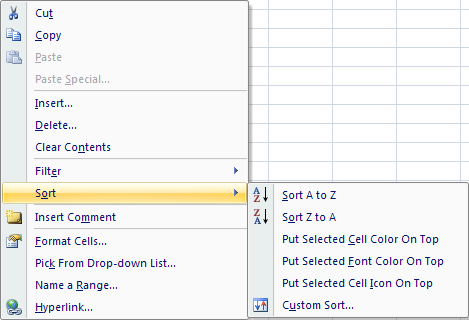 Cut
Copy
Paste
Paste Special...
Insert...
Delete...
Clear Contents
Filter
Sort
Insert Comment
Format Cells...
Pick From Drop-down List...
Name a Range...
Hyperlink...
Sort A to Z
Sort Z to A
Put Selected Cell Color On Top
Put Selected Font Color On Top
Put Selected Cell Icon On Top
Custom Sort...